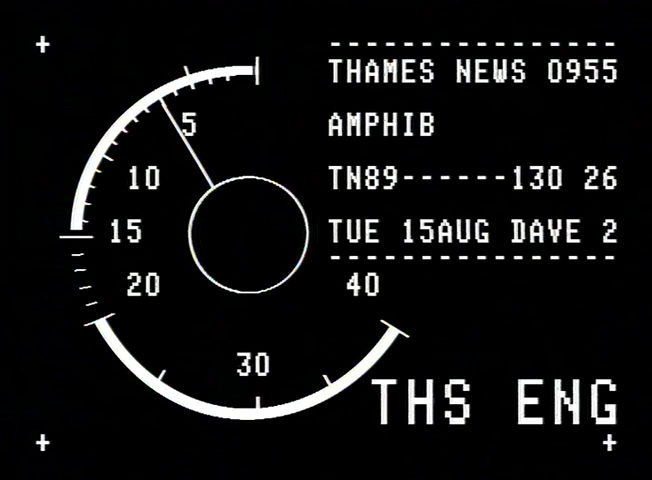 THAMES NEWS 0955
AMPHIB
TN89------130 26
TUE 15AUG DAVE 2
5
10
15
20
30
40
THS ENG